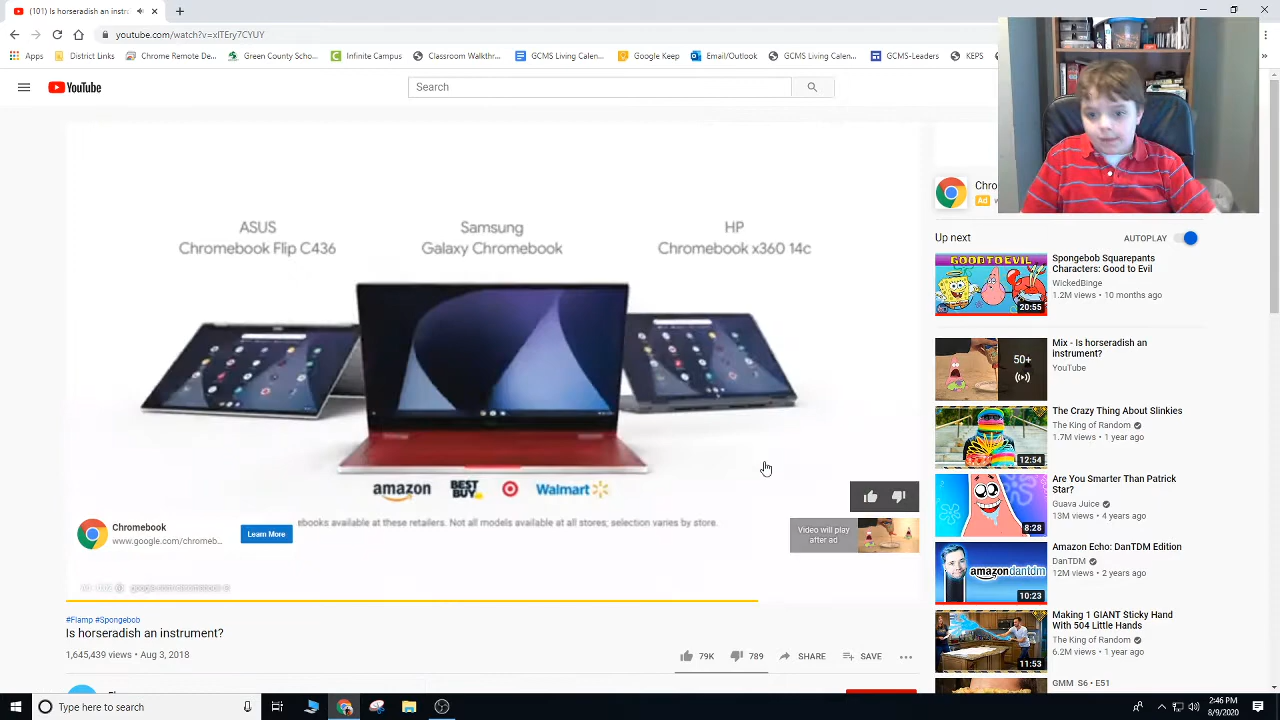 (101) Is horseradish an instru
youtube.com/watch?v=xITEry7CYUY
Apps
District Links
Chrome Remote De...
Green County Schoo...
Infinite
Living Calen...
Google Keep
Email/Outlook
GCMS Living Calen...
GCMS-Leaders
KEPS
YouTube
Search
ASUS
Chromebook Flip C436
Samsung
Galaxy Chromebook
HP
Chromebook x360 14c
amazon
BEST BUY
Walmart
ebooks available at these retailers. Not all models available at all stores; selection varies by store.
Chromebook
www.google.com/chromeb...
Learn More
Video will play
after ad
#Flamp #Spongebob
Is horseradish an instrument?
1,645,439 views • Aug 3, 2018
79K
789
SHARE
SAVE
Chro
Ad
Up next
AUTOPLAY
GOOD TO EVIL
20:55
Spongebob Squarepants
Characters: Good to Evil
WickedBinge
1.2M views • 10 months ago
50+
Mix - Is horseradish an
instrument?
YouTube
12:54
The Crazy Thing About Slinkies
The King of Random
1.7M views • 1 year ago
8:28
Are You Smarter Than Patrick
Star?
Guava Juice
13M views • 4 years ago
amazondantdm
10:23
Amazon Echo: DanTDM Edition
DanTDM
12M views • 2 years ago
11:53
Making 1 GIANT Sticky Hand
With 504 Little Hands
The King of Random
6.2M views • 1 year ago
GMM S6 • E51
Type here to search
2:46 PM
8/9/2020